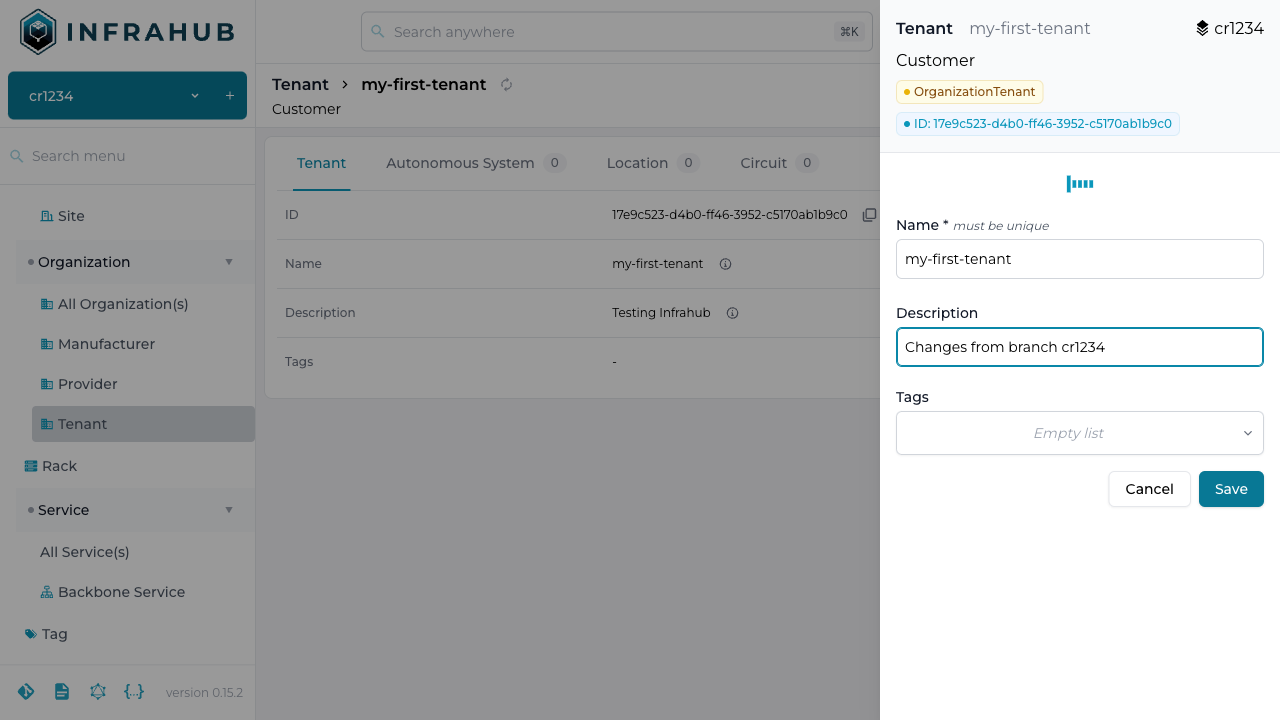 INFRAHUB
cr1234
+
Search menu
Site
Organization
All Organization(s)
Manufacturer
Provider
Tenant
Rack
Service
All Service(s)
Backbone Service
Tag
{..}
version 0.15.2
Search anywhere
⌘K
Tenant > my-first-tenant
Customer
Tenant
Autonomous System 0
Location 0
Circuit 0
ID 17e9c523-d4b0-ff46-3952-c5170ab1b9c0
Name my-first-tenant
Description Testing Infrahub
Tags -
Tenant my-first-tenant cr1234
Customer
OrganizationTenant
ID: 17e9c523-d4b0-ff46-3952-c5170ab1b9c0
Name * must be unique
my-first-tenant
Description
Changes from branch cr1234
Tags
Empty list
Cancel
Save